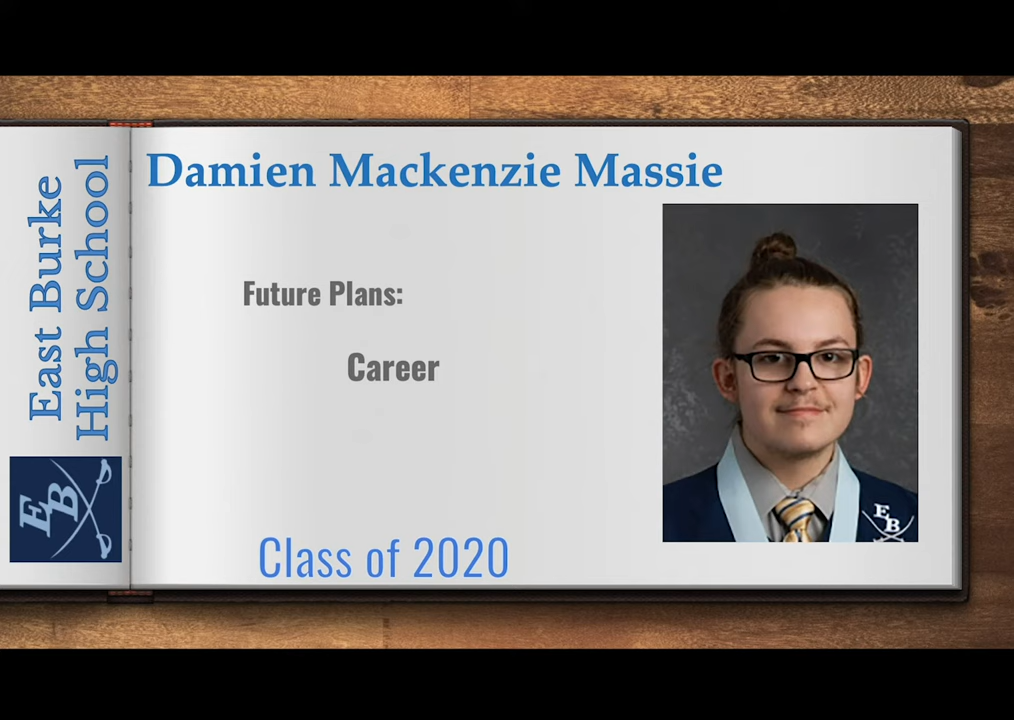 Damien Mackenzie Massie
East Burke
High School
Future Plans:
Career
EB
Class of 2020
EB